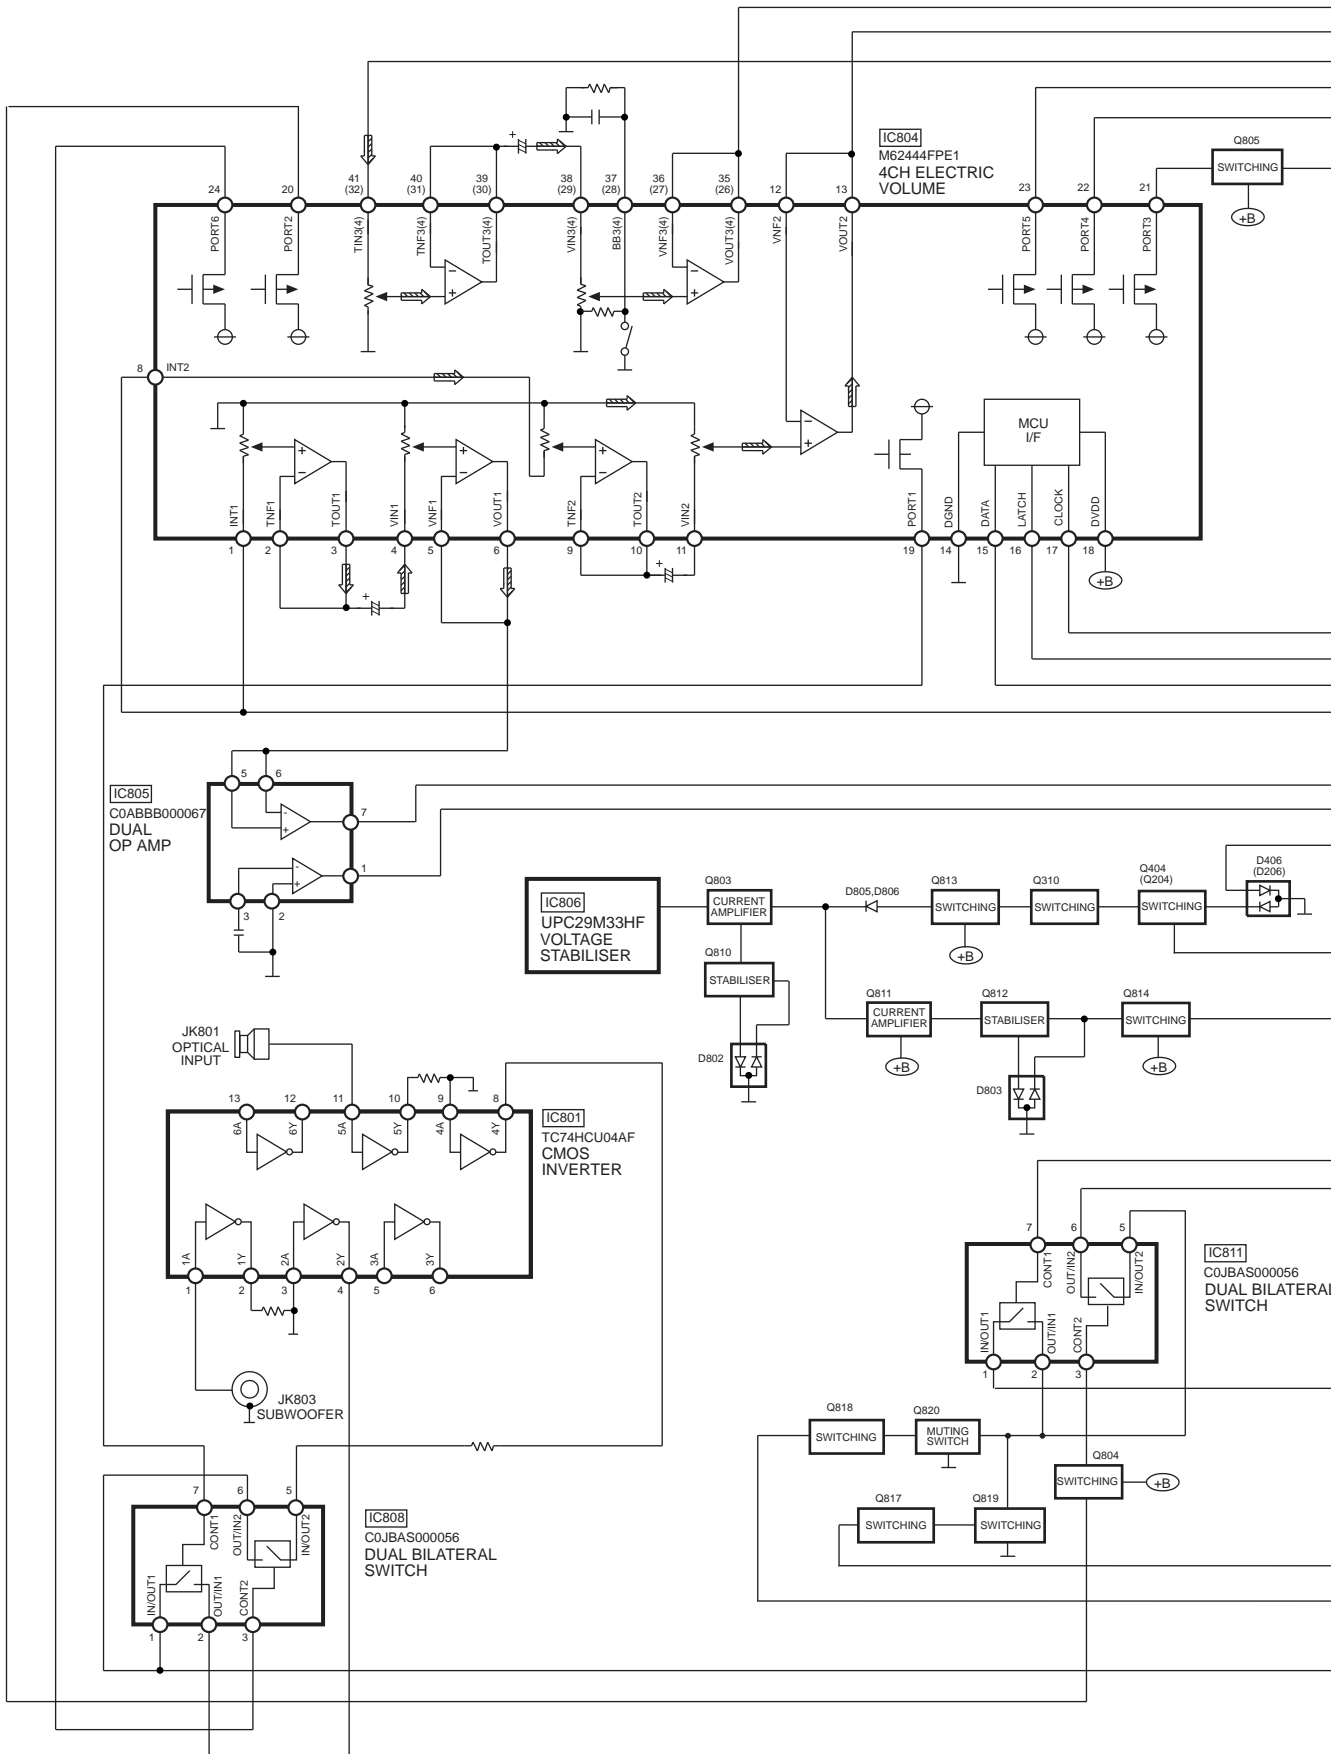 IC804
M62444FPE1
4CH ELECTRIC
VOLUME
Q805
SWITCHING
+B
24
20
41
(32)
40
(31)
39
(30)
38
(29)
37
(28)
36
(27)
35
(26)
12
13
23
22
21
+
PORT6
PORT2
TIN3(4)
TNF3(4)
TOUT3(4)
VIN3(4)
BB3(4)
VNF3(4)
VOUT3(4)
VNF2
VOUT2
PORT5
PORT4
PORT3
−
+
−
+
8
INT2
MCU
I/F
+
−
+
−
+
−
−
+
INT1
TNF1
TOUT1
VIN1
VNF1
VOUT1
TNF2
TOUT2
VIN2
PORT1
DGND
DATA
LATCH
CLOCK
DVDD
1
2
3
4
5
6
9
10
11
19
14
15
16
17
18
+
+
+B
IC805
C0ABBB000067
DUAL
OP AMP
5
6
7
1
3
2
-
+
-
+
IC806
UPC29M33HF
VOLTAGE
STABILISER
Q803
CURRENT
AMPLIFIER
D805,D806
Q813
SWITCHING
+B
Q310
SWITCHING
Q404
(Q204)
SWITCHING
D406
(D206)
Q810
STABILISER
D802
Q811
CURRENT
AMPLIFIER
+B
Q812
STABILISER
D803
Q814
SWITCHING
+B
JK801
OPTICAL
INPUT
IC801
TC74HCU04AF
CMOS
INVERTER
13
12
11
10
9
8
6A
6Y
5A
5Y
4A
4Y
1A
1Y
2A
2Y
3A
3Y
1
2
3
4
5
6
JK803
SUBWOOFER
IC811
C0JBAS000056
DUAL BILATERAL
SWITCH
7
6
5
CONT1
OUT/IN2
IN/OUT2
IN/OUT1
OUT/IN1
CONT2
1
2
3
Q818
SWITCHING
Q820
MUTING
SWITCH
Q804
SWITCHING
+B
Q817
SWITCHING
Q819
SWITCHING
IC808
C0JBAS000056
DUAL BILATERAL
SWITCH
7
6
5
CONT1
OUT/IN2
IN/OUT2
IN/OUT1
OUT/IN1
CONT2
1
2
3